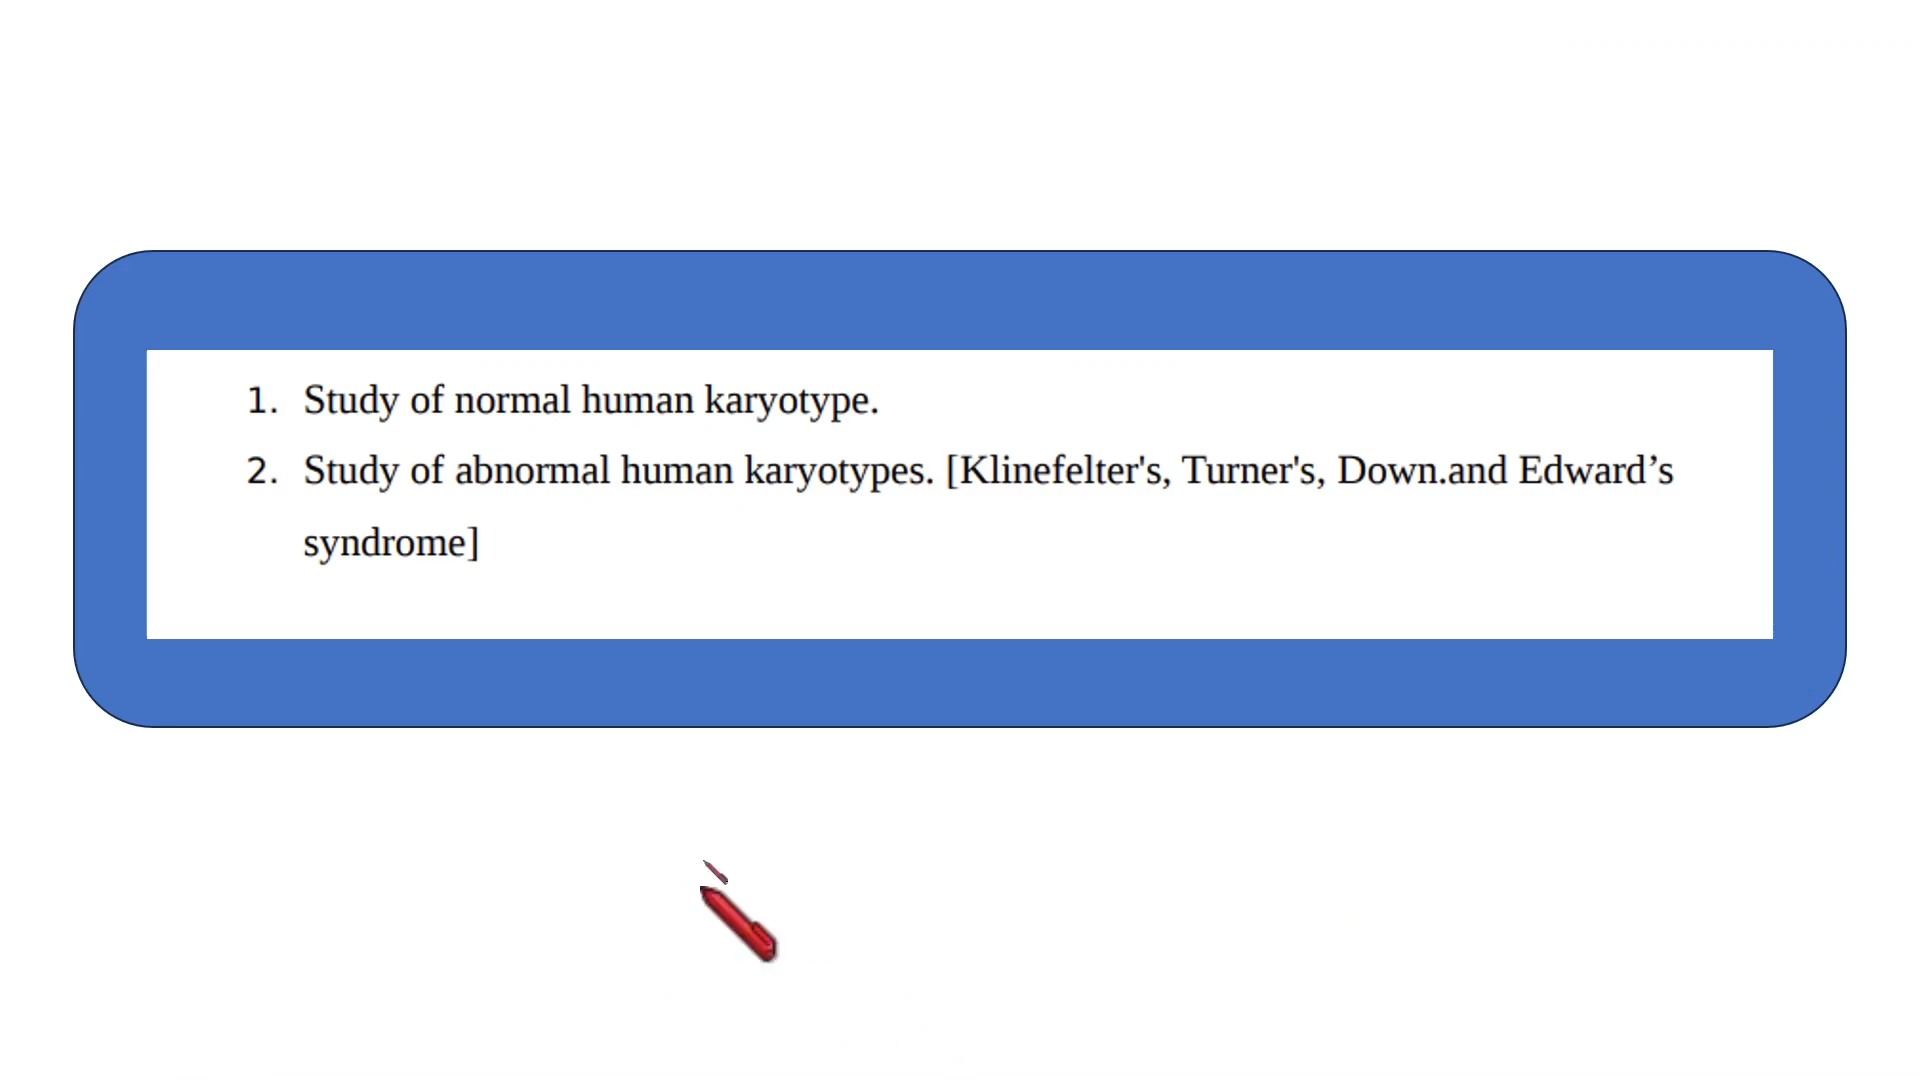 1. Study of normal human karyotype.
2. Study of abnormal human karyotypes. [Klinefelter's, Turner's, Down.and Edward’s
syndrome]